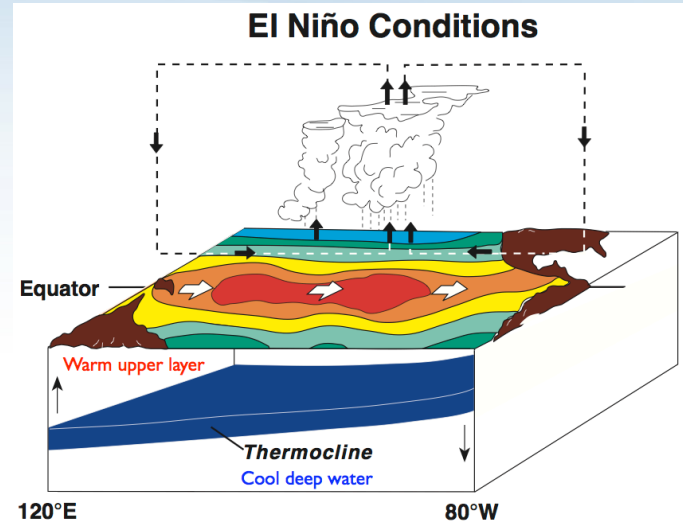 El Niño Conditions
Equator
Warm upper layer
Thermocline
Cool deep water
120°E
80°W